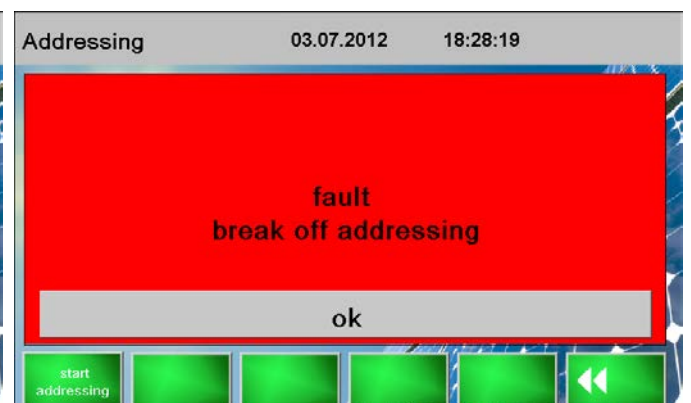 Addressing 03.07.2012 18:28:19
fault
break off addressing
ok
start
addressing